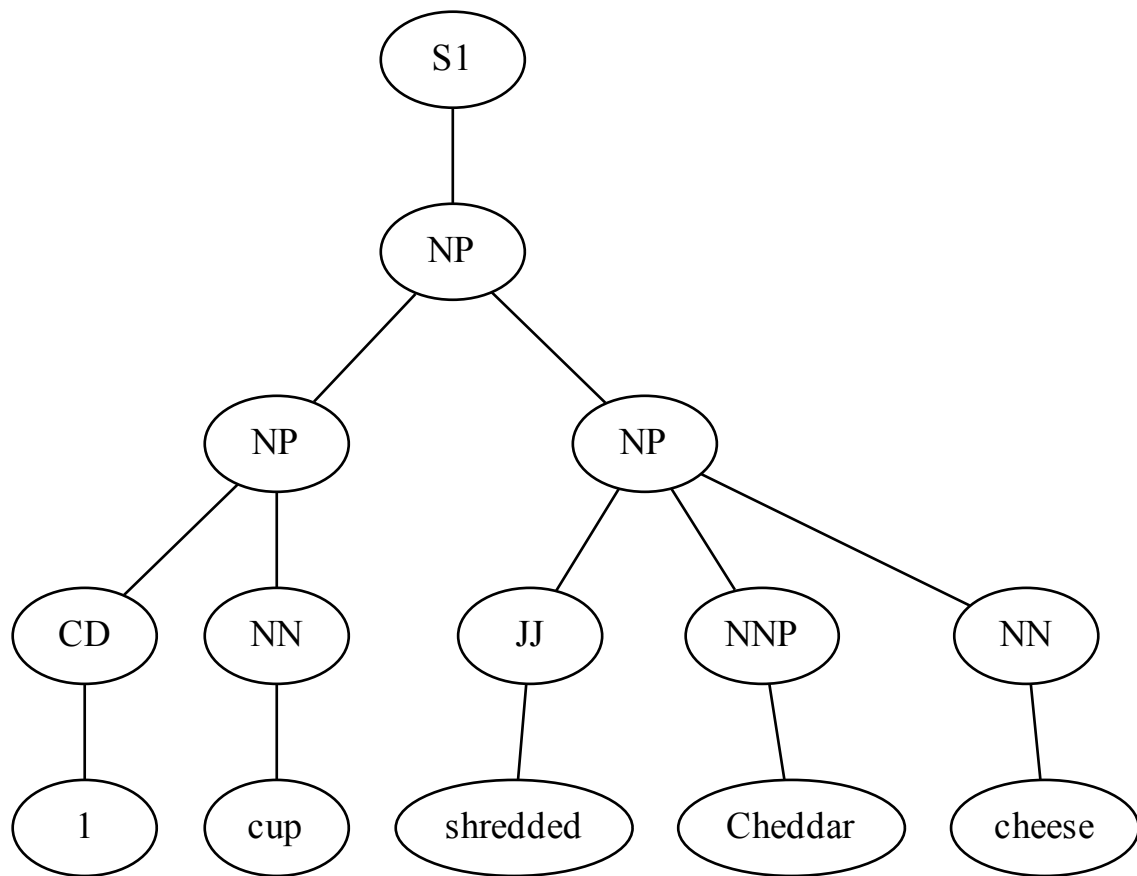 S1
NP
NP NP
CD NN JJ NNP NN
1 cup shredded Cheddar cheese